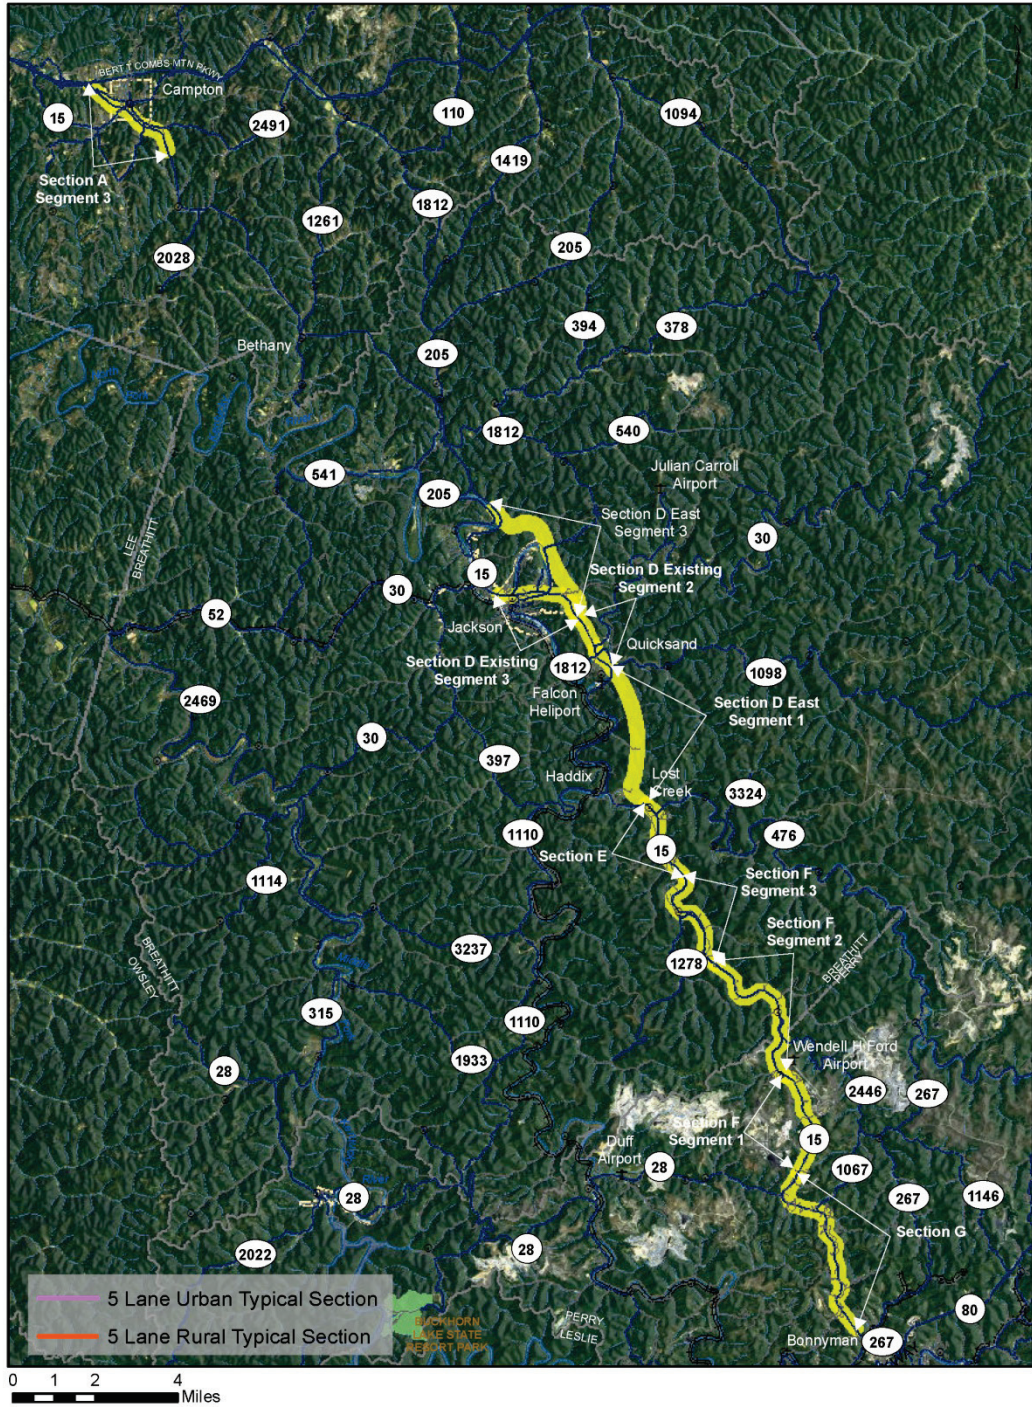 BERT T COMBS MTN PKWY
Campton
15
2491
110
1094
1419
Section A
Segment 3
1812
1261
205
2028
394
378
Bethany
205
North
Fork
1812
540
541
Julian Carroll
Airport
205
Section D East
Segment 3
30
LEE
BREATHITT
15
Section D Existing
Segment 2
30
52
Jackson
Quicksand
Section D Existing
Segment 3
1812
1098
Falcon
Heliport
Section D East
Segment 1
2469
30
397
Haddix
Lost
Creek
3324
1110
476
Section E
15
Section F
Segment 3
1114
Section F
Segment 2
BREATHITT
OWSLEY
3237
1278
BREATHITT
PERRY
315
1110
Wendell H Ford
Airport
1933
28
2446
267
Section F
Segment 1
15
Duff
Airport
28
1067
28
267
1146
Section G
2022
28
5 Lane Urban Typical Section
5 Lane Rural Typical Section
BUCKHORN
LAKE STATE
RESORT PARK
PERRY
LESLIE
80
Bonnyman
267
0 1 2 4
Miles